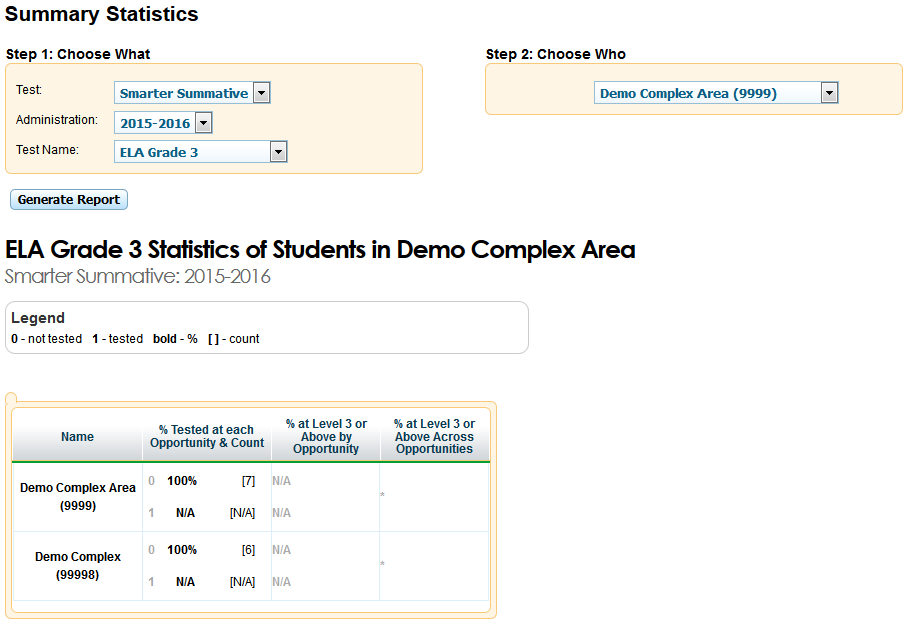 Summary Statistics
Step 1: Choose What
Step 2: Choose Who
Test: Smarter Summative
Demo Complex Area (9999)
Administration: 2015-2016
Test Name: ELA Grade 3
Generate Report
ELA Grade 3 Statistics of Students in Demo Complex Area
Smarter Summative: 2015-2016
Legend
0 - not tested 1 - tested bold - % [ ] - count
Name
% Tested at each
Opportunity & Count
% at Level 3 or
Above by
Opportunity
% at Level 3 or
Above Across
Opportunities
Demo Complex Area
(9999)
0 100% [7] N/A
1 N/A [N/A] N/A
*
Demo Complex
(99998)
0 100% [6] N/A
1 N/A [N/A] N/A
*